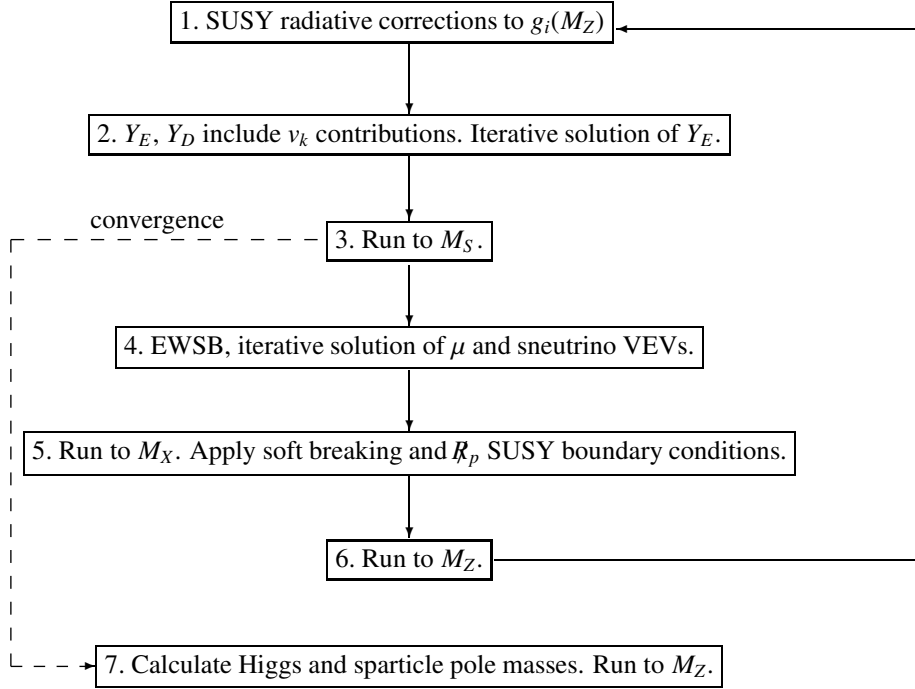 1. SUSY radiative corrections to g_i(M_Z)
2. Y_E, Y_D include v_k contributions. Iterative solution of Y_E.
convergence
3. Run to M_S.
4. EWSB, iterative solution of μ and sneutrino VEVs.
5. Run to M_X. Apply soft breaking and R̸_p SUSY boundary conditions.
6. Run to M_Z.
7. Calculate Higgs and sparticle pole masses. Run to M_Z.